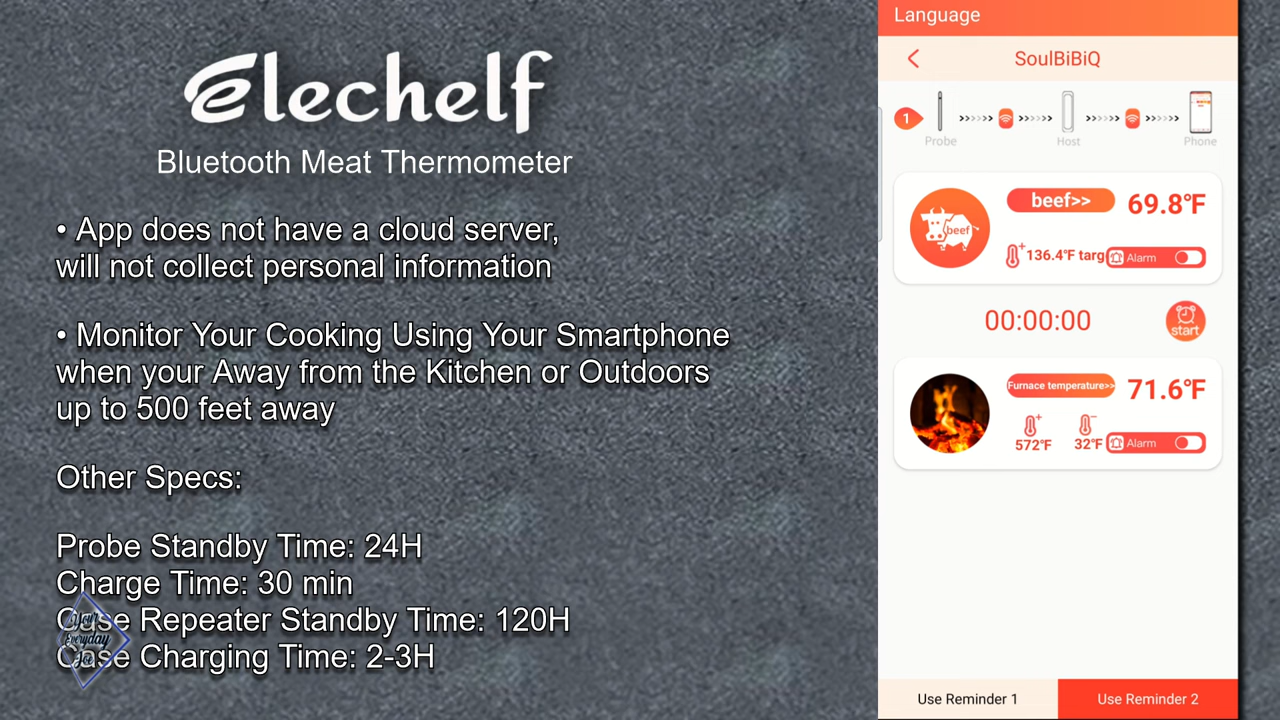 Elechelf
Bluetooth Meat Thermometer
• App does not have a cloud server,
will not collect personal information
• Monitor Your Cooking Using Your Smartphone
when your Away from the Kitchen or Outdoors
up to 500 feet away
Other Specs:
Probe Standby Time: 24H
Charge Time: 30 min
Case Repeater Standby Time: 120H
Case Charging Time: 2-3H
Your
Everyday
Joe
Language
SoulBiBiQ
1
Probe
Host
Phone
beef
beef>>
69.8°F
136.4°F targ
Alarm
00:00:00
start
Furnace temperature>>
71.6°F
572°F
32°F
Alarm
Use Reminder 1
Use Reminder 2